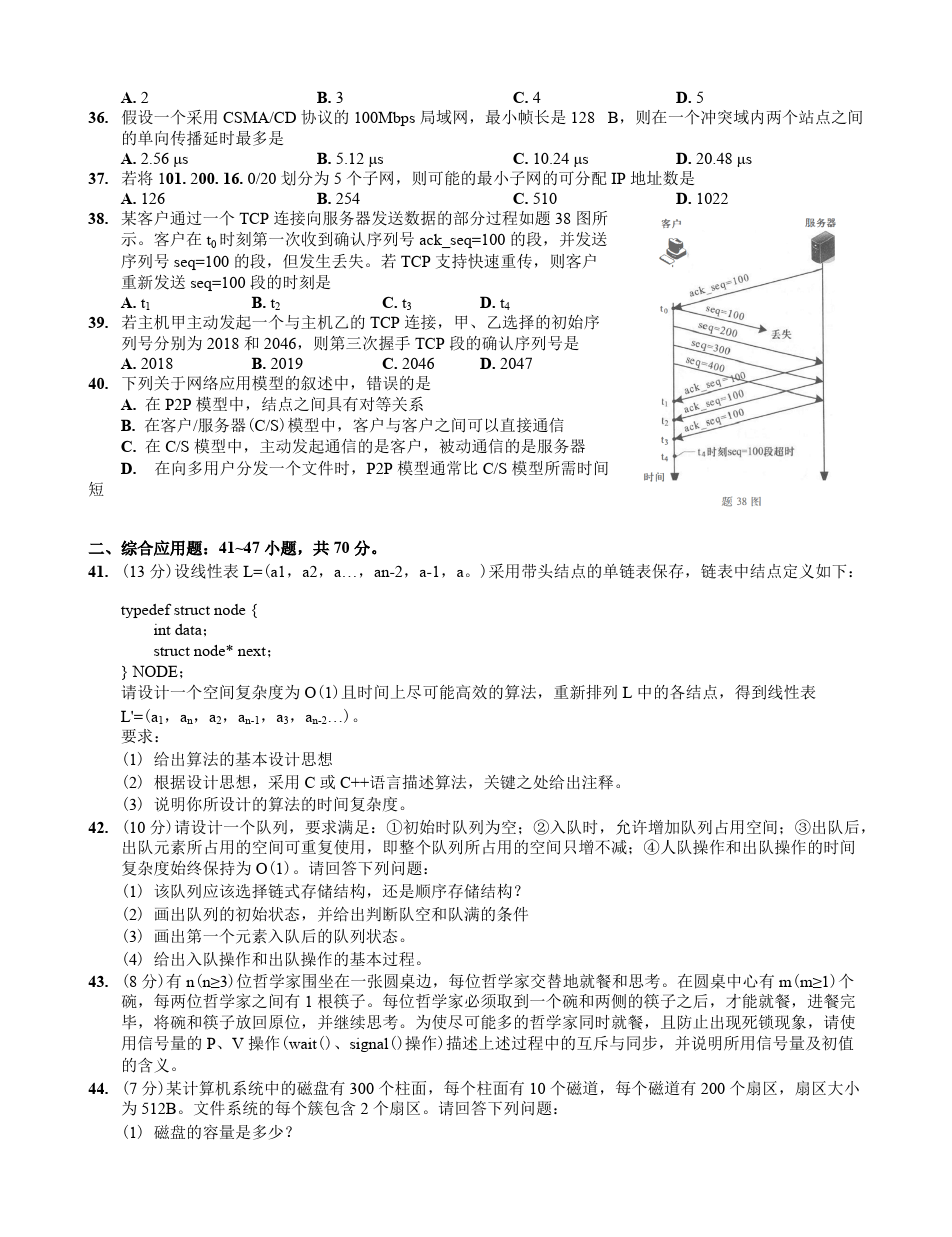 A. 2 B. 3 C. 4 D. 5
36. 假设一个采用 CSMA/CD 协议的 100Mbps 局域网，最小帧长是 128 B，则在一个冲突域内两个站点之间
的单向传播延时最多是
A. 2.56 μs B. 5.12 μs C. 10.24 μs D. 20.48 μs
37. 若将 101. 200. 16. 0/20 划分为 5 个子网，则可能的最小子网的可分配 IP 地址数是
A. 126 B. 254 C. 510 D. 1022
38. 某客户通过一个 TCP 连接向服务器发送数据的部分过程如题 38 图所
示。客户在 t0 时刻第一次收到确认序列号 ack_seq=100 的段，并发送
序列号 seq=100 的段，但发生丢失。若 TCP 支持快速重传，则客户
重新发送 seq=100 段的时刻是
A. t1 B. t2 C. t3 D. t4
39. 若主机甲主动发起一个与主机乙的 TCP 连接，甲、乙选择的初始序
列号分别为 2018 和 2046，则第三次握手 TCP 段的确认序列号是
A. 2018 B. 2019 C. 2046 D. 2047
40. 下列关于网络应用模型的叙述中，错误的是
A. 在 P2P 模型中，结点之间具有对等关系
B. 在客户/服务器(C/S)模型中，客户与客户之间可以直接通信
C. 在 C/S 模型中，主动发起通信的是客户，被动通信的是服务器
D. 在向多用户分发一个文件时，P2P 模型通常比 C/S 模型所需时间
短
客户 服务器
ack_seq=100
t0
seq=100
丢失
seq=200
seq=300
seq=400
ack_seq=100
t1
ack_seq=100
t2
ack_seq=100
t3
t4
t4时刻seq=100段超时
时间
题 38 图
二、综合应用题：41~47 小题，共 70 分。
41. (13 分)设线性表 L=(a1，a2，a…，an-2，a-1，a。)采用带头结点的单链表保存，链表中结点定义如下：
typedef struct node {
int data；
struct node* next；
} NODE；
请设计一个空间复杂度为 O(1)且时间上尽可能高效的算法，重新排列 L 中的各结点，得到线性表
L'=(a1，an，a2，an-1，a3，an-2…)。
要求：
(1) 给出算法的基本设计思想
(2) 根据设计思想，采用 C 或 C++语言描述算法，关键之处给出注释。
(3) 说明你所设计的算法的时间复杂度。
42. (10 分)请设计一个队列，要求满足：①初始时队列为空；②入队时，允许增加队列占用空间；③出队后，
出队元素所占用的空间可重复使用，即整个队列所占用的空间只增不减；④人队操作和出队操作的时间
复杂度始终保持为 O(1)。请回答下列问题：
(1) 该队列应该选择链式存储结构，还是顺序存储结构？
(2) 画出队列的初始状态，并给出判断队空和队满的条件
(3) 画出第一个元素入队后的队列状态。
(4) 给出入队操作和出队操作的基本过程。
43. (8 分)有 n(n≥3)位哲学家围坐在一张圆桌边，每位哲学家交替地就餐和思考。在圆桌中心有 m(m≥1)个
碗，每两位哲学家之间有 1 根筷子。每位哲学家必须取到一个碗和两侧的筷子之后，才能就餐，进餐完
毕，将碗和筷子放回原位，并继续思考。为使尽可能多的哲学家同时就餐，且防止出现死锁现象，请使
用信号量的 P、V 操作(wait()、signal()操作)描述上述过程中的互斥与同步，并说明所用信号量及初值
的含义。
44. (7 分)某计算机系统中的磁盘有 300 个柱面，每个柱面有 10 个磁道，每个磁道有 200 个扇区，扇区大小
为 512B。文件系统的每个簇包含 2 个扇区。请回答下列问题：
(1) 磁盘的容量是多少？